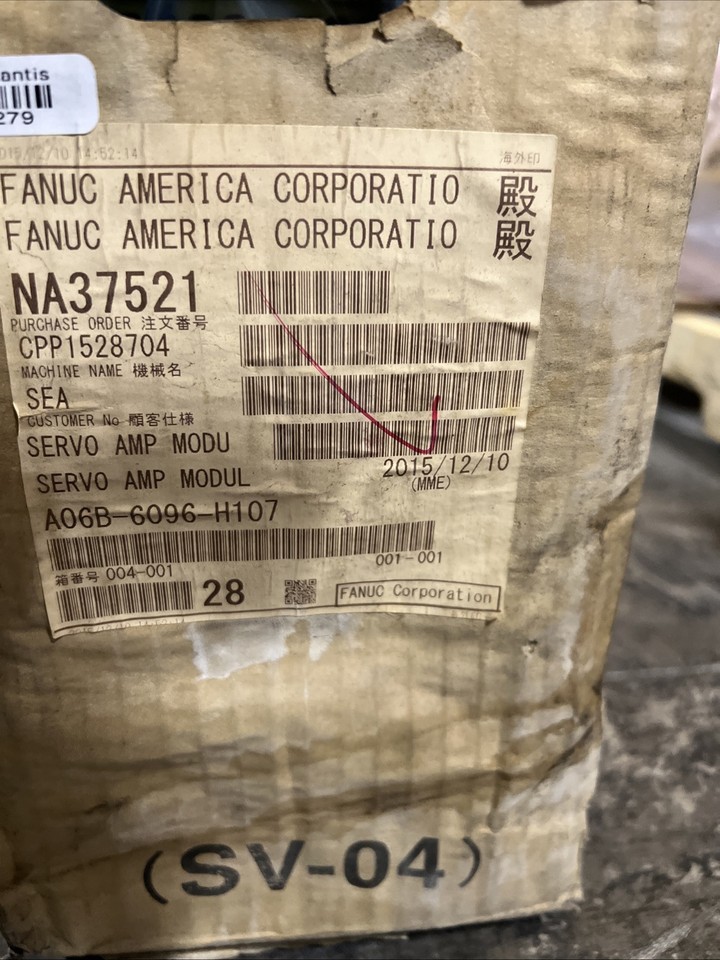 antis
279
2015/12/10 14:52:14
海外印
FANUC AMERICA CORPORATIO 殿
FANUC AMERICA CORPORATIO 殿
NA37521
PURCHASE ORDER 注文番号
CPP1528704
MACHINE NAME 機械名
SEA
CUSTOMER No 顧客仕様
SERVO AMP MODU
2015/12/10
SERVO AMP MODUL
(MME)
A06B-6096-H107
001-001
箱番号 004-001
28
FANUC Corporation
(SV-04)